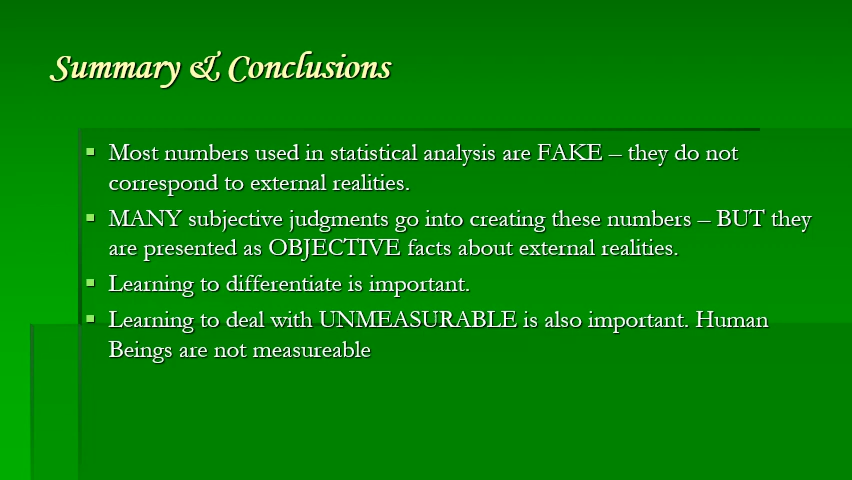 Summary & Conclusions
Most numbers used in statistical analysis are FAKE – they do not
correspond to external realities.
MANY subjective judgments go into creating these numbers – BUT they
are presented as OBJECTIVE facts about external realities.
Learning to differentiate is important.
Learning to deal with UNMEASURABLE is also important. Human
Beings are not measureable